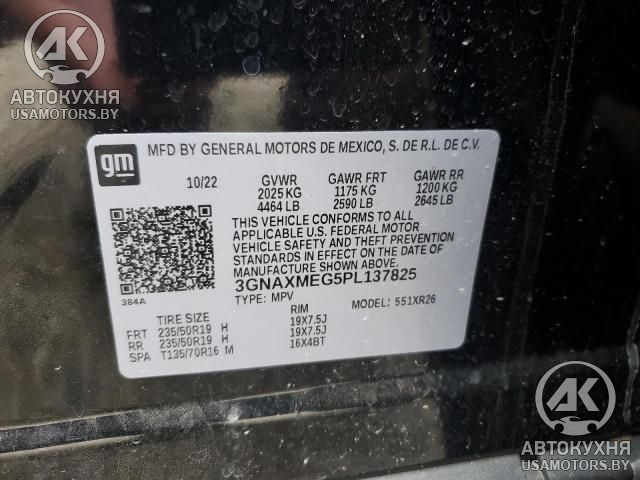 АК
АВТОКУХНЯ
USAMOTORS.BY
gm
MFD BY GENERAL MOTORS DE MEXICO, S. DE R.L. DE C.V.
10/22 GVWR GAWR FRT GAWR RR
2025 KG 1175 KG 1200 KG
4464 LB 2590 LB 2645 LB
THIS VEHICLE CONFORMS TO ALL
APPLICABLE U.S. FEDERAL MOTOR
VEHICLE SAFETY AND THEFT PREVENTION
STANDARDS IN EFFECT ON THE DATE OF
MANUFACTURE SHOWN ABOVE.
3GNAXMEG5PL137825
384A
TYPE: MPV MODEL: 551XR26
TIRE SIZE RIM
FRT 235/50R19 H 19X7.5J
RR 235/50R19 H 19X7.5J
SPA T135/70R16 M 16X4BT
АК
АВТОКУХНЯ
USAMOTORS.BY